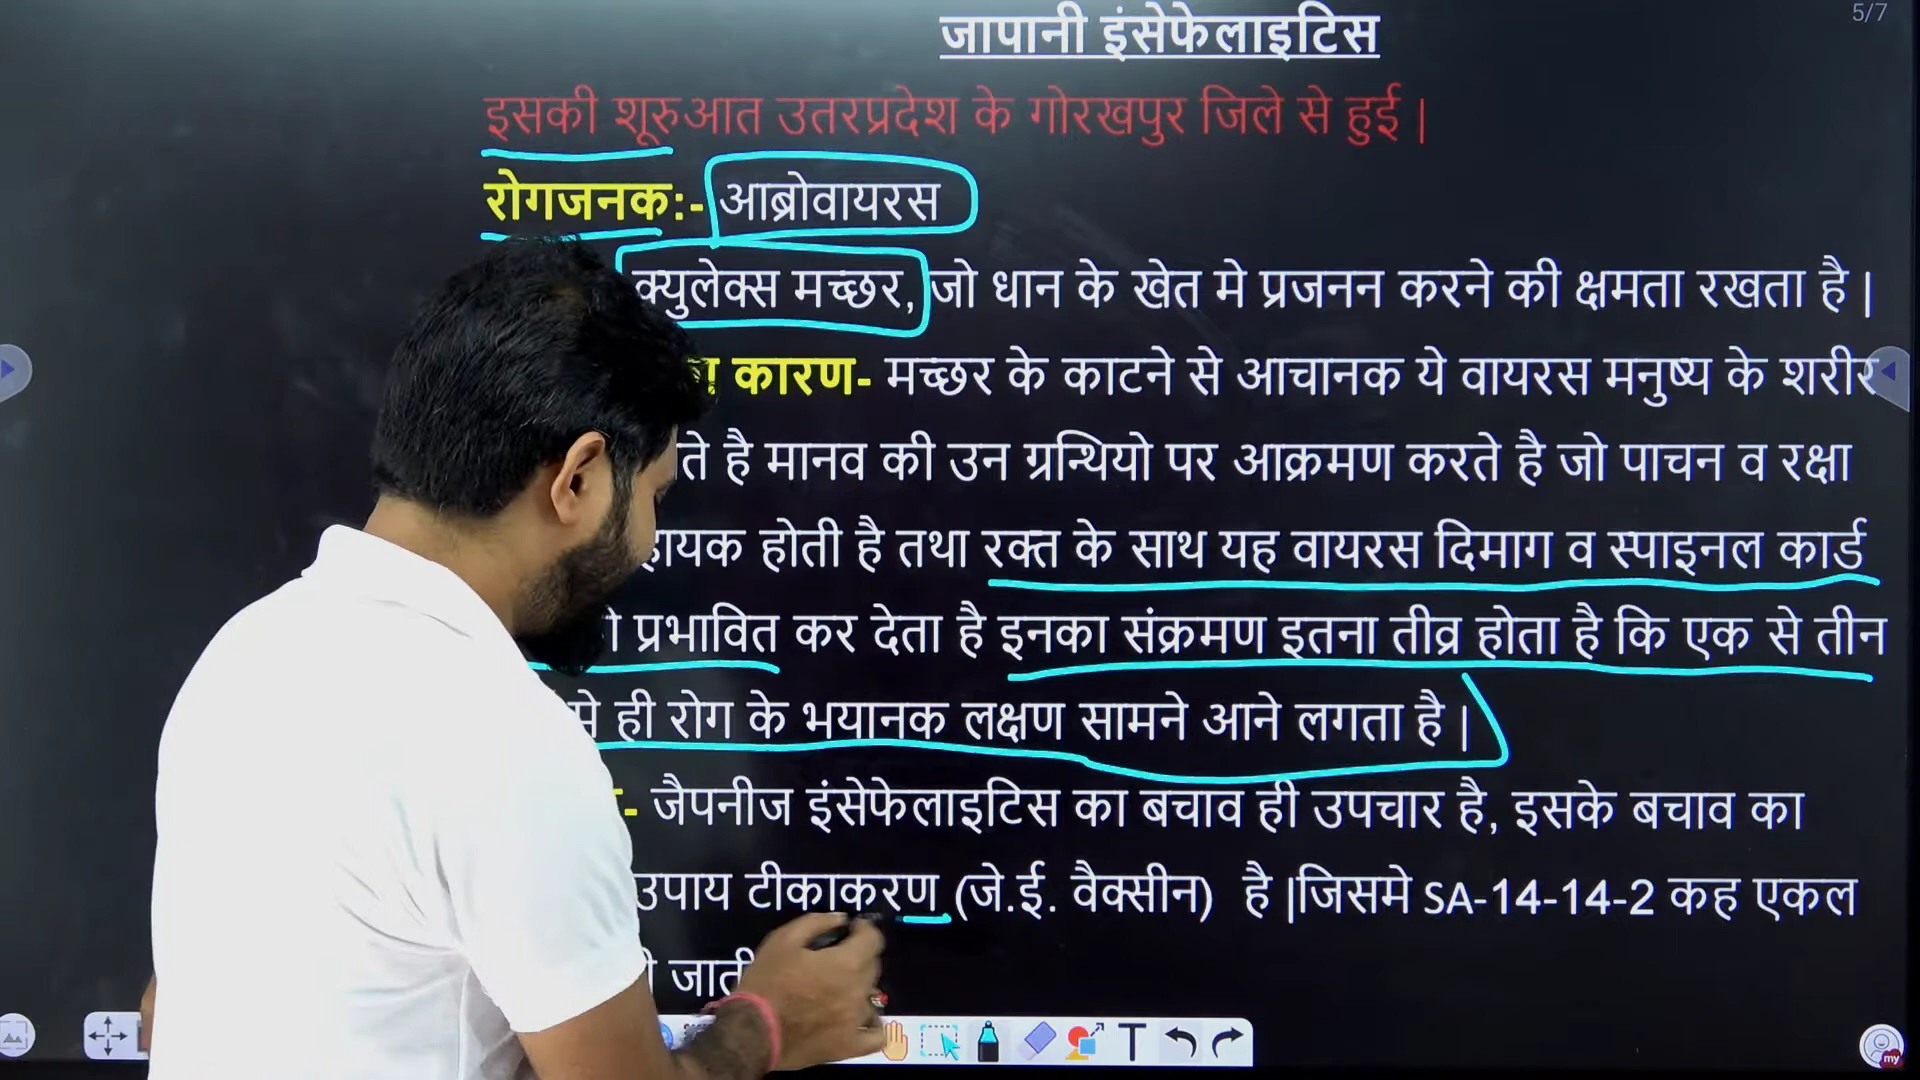 5/7
जापानी इंसेफेलाइटिस
इसकी शूरुआत उतरप्रदेश के गोरखपुर जिले से हुई |
रोगजनक:- आब्रोवायरस
क्युलेक्स मच्छर, जो धान के खेत मे प्रजनन करने की क्षमता रखता है |
कारण- मच्छर के काटने से आचानक ये वायरस मनुष्य के शरीर
है मानव की उन ग्रन्थियो पर आक्रमण करते है जो पाचन व रक्षा
होती है तथा रक्त के साथ यह वायरस दिमाग व स्पाइनल कार्ड
प्रभावित कर देता है इनका संक्रमण इतना तीव्र होता है कि एक से तीन
ही रोग के भयानक लक्षण सामने आने लगता है |
जैपनीज इंसेफेलाइटिस का बचाव ही उपचार है, इसके बचाव का
उपाय टीकाकरण (जे.ई. वैक्सीन) है |जिसमे SA-14-14-2 कह एकल
T
my